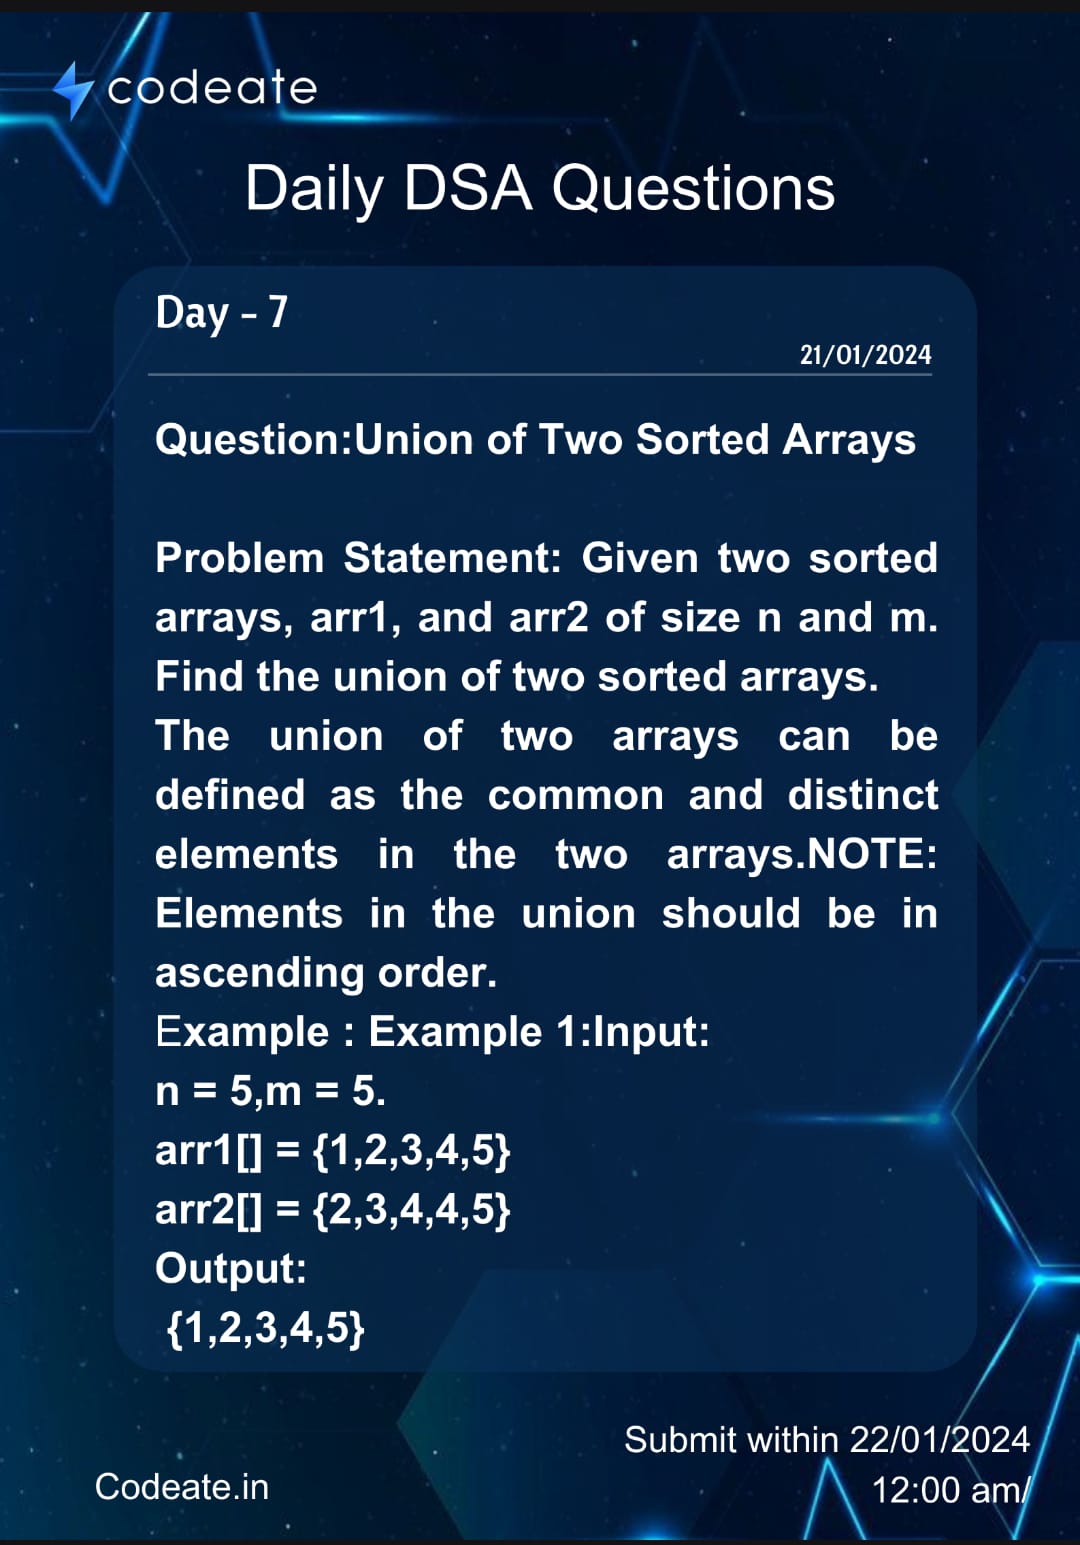 codeate
Daily DSA Questions
Day - 7
21/01/2024
Question:Union of Two Sorted Arrays
Problem Statement: Given two sorted
arrays, arr1, and arr2 of size n and m.
Find the union of two sorted arrays.
The union of two arrays can be
defined as the common and distinct
elements in the two arrays.NOTE:
Elements in the union should be in
ascending order.
Example : Example 1:Input:
n = 5,m = 5.
arr1[] = {1,2,3,4,5}
arr2[] = {2,3,4,4,5}
Output:
{1,2,3,4,5}
Submit within 22/01/2024
12:00 am/
Codeate.in